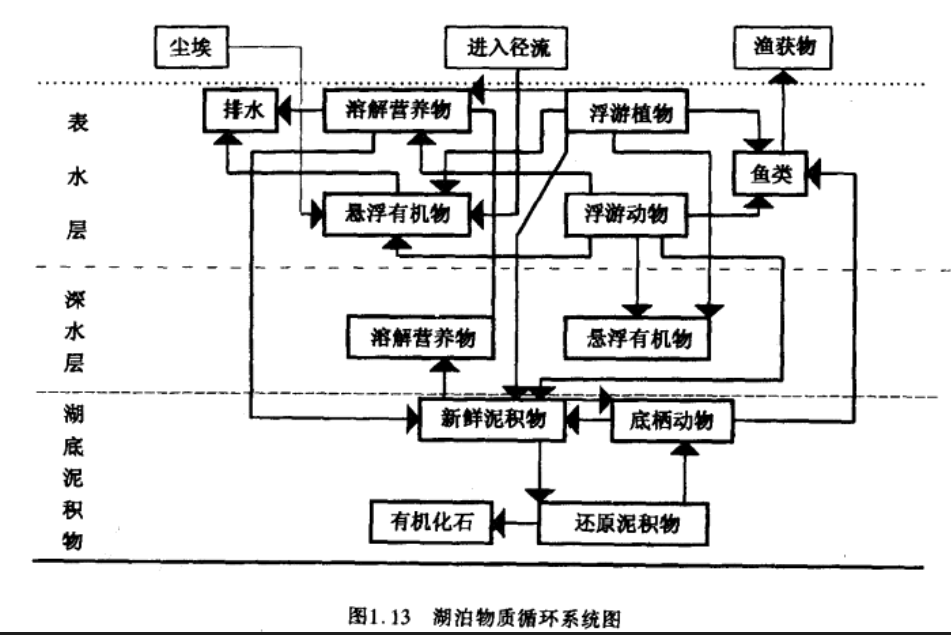 尘埃
进入径流
渔获物
表水层
排水
溶解营养物
浮游植物
鱼类
悬浮有机物
浮游动物
深水层
溶解营养物
悬浮有机物
湖底泥积物
新鲜泥积物
底栖动物
有机化石
还原泥积物
图1.13 湖泊物质循环系统图